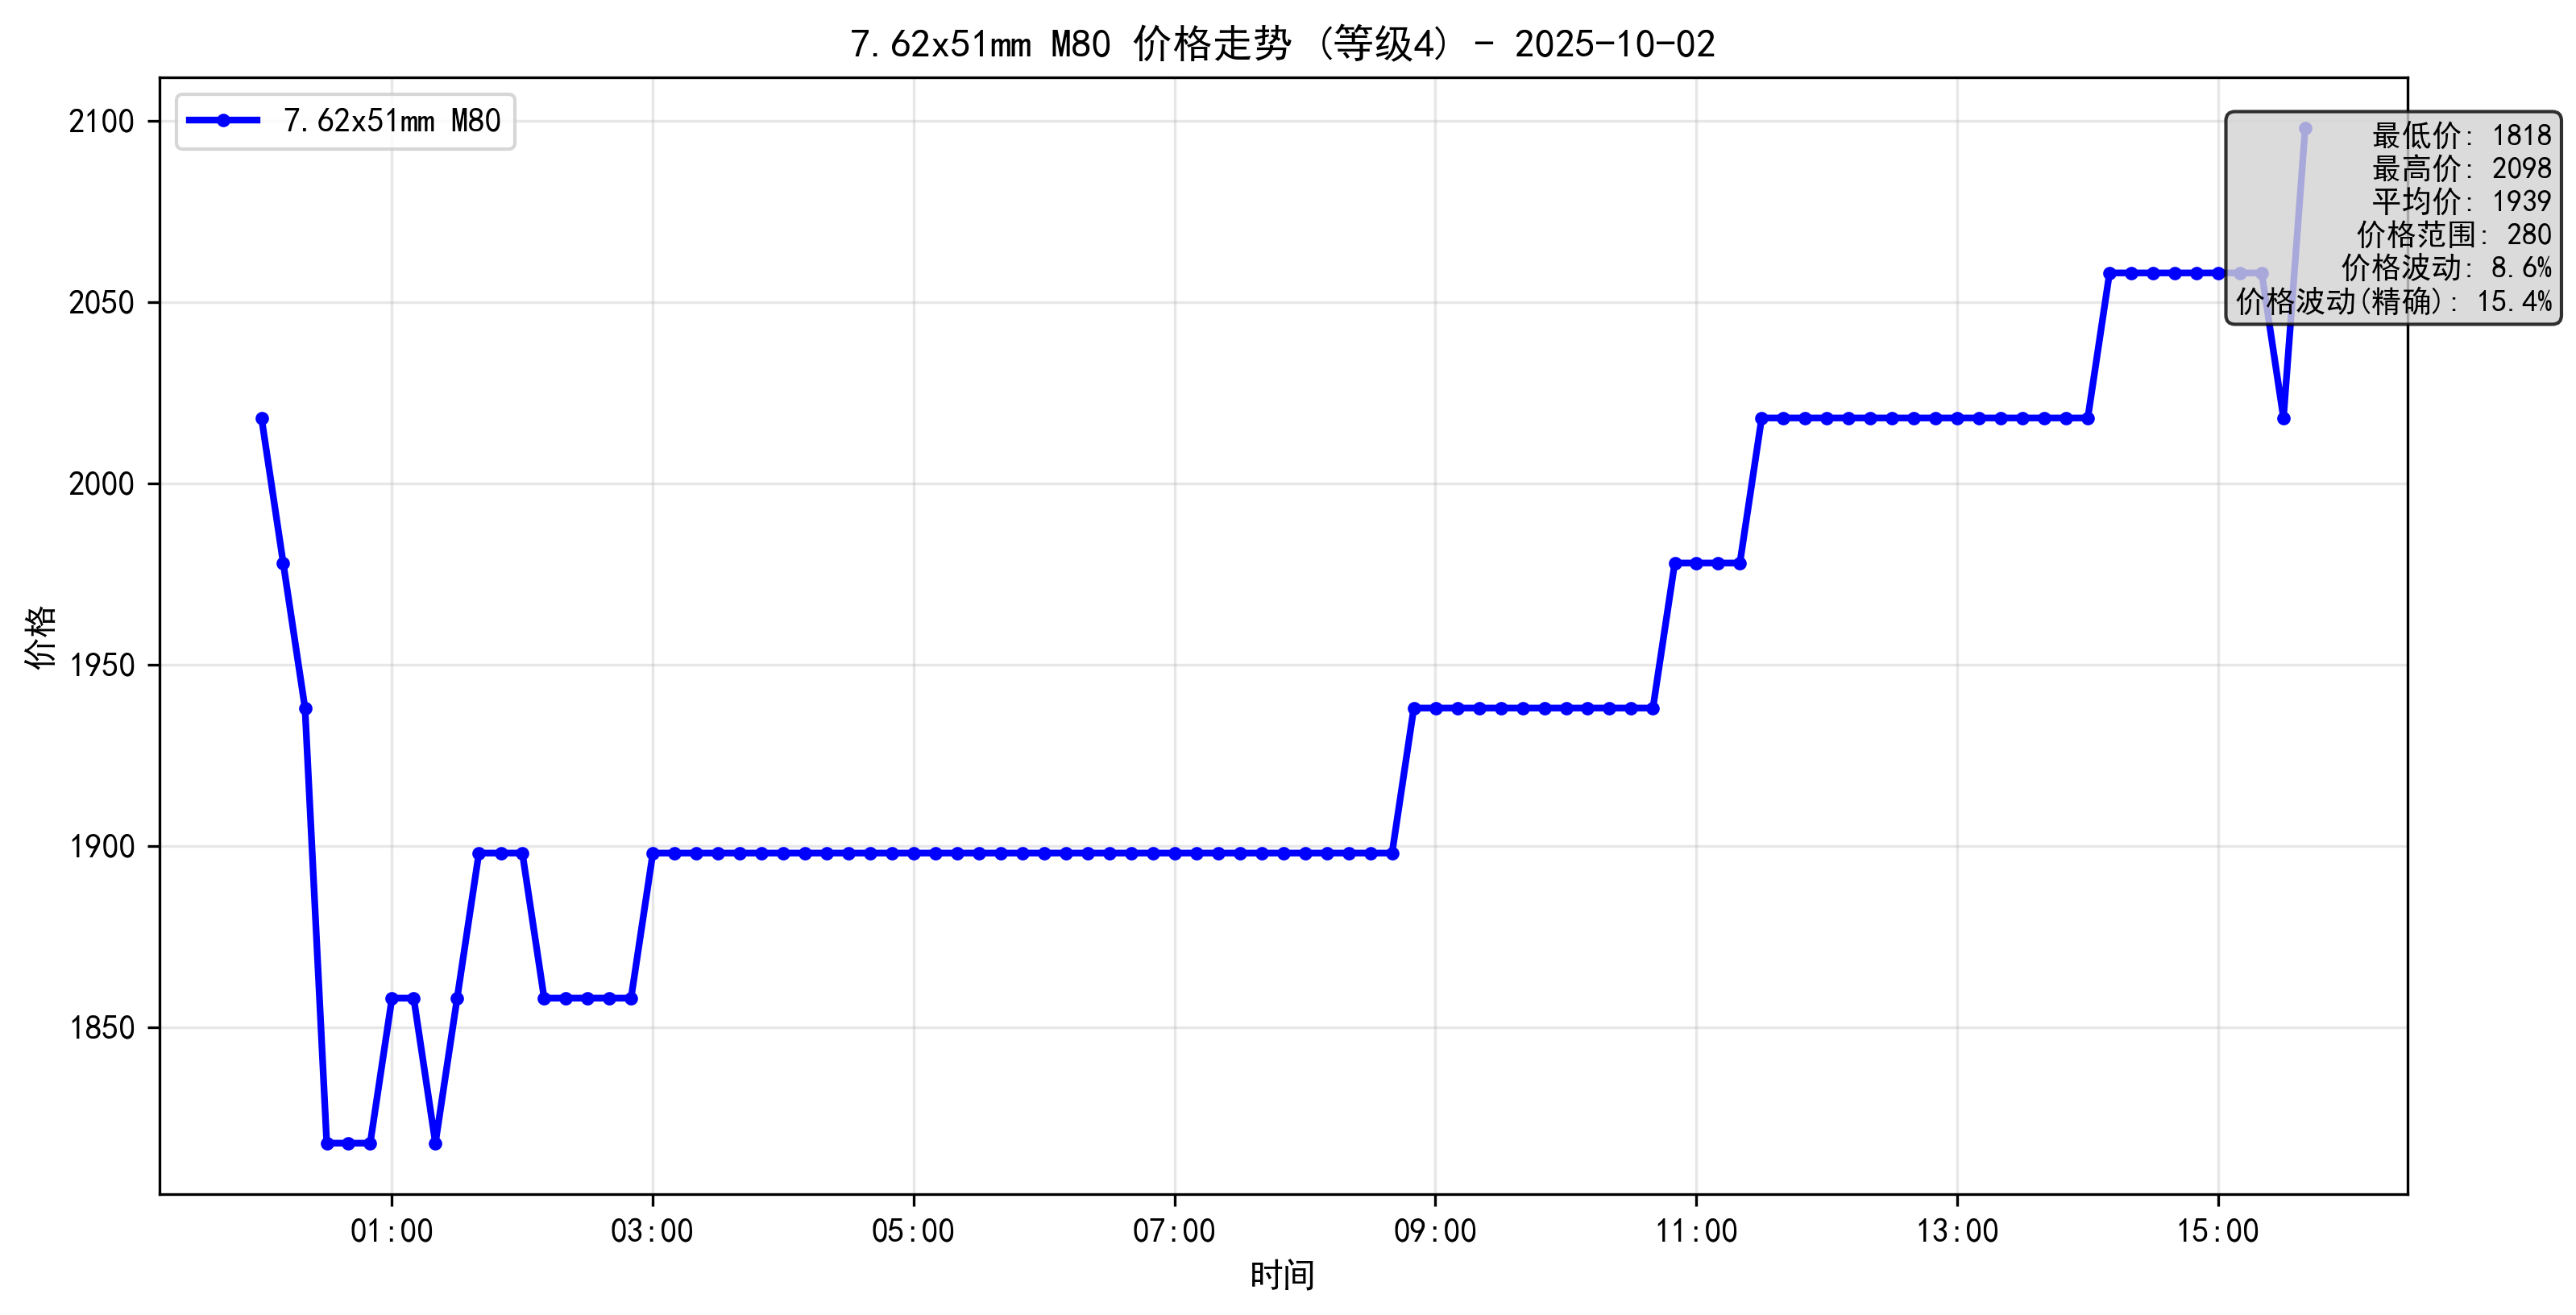 7.62x51mm M80 价格走势 (等级4) - 2025-10-02
7.62x51mm M80
最低价: 1818
最高价: 2098
平均价: 1939
价格范围: 280
价格波动: 8.6%
价格波动(精确): 15.4%
价格
2100
2050
2000
1950
1900
1850
01:00 03:00 05:00 07:00 09:00 11:00 13:00 15:00
时间